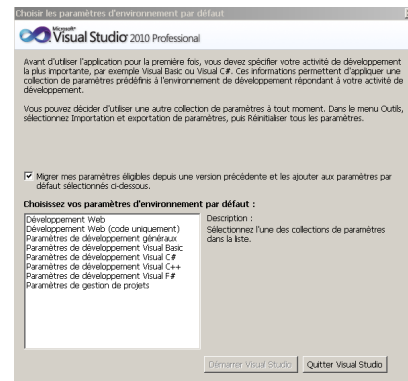 Choisir les paramètres d'environnement par défaut
Microsoft
Visual Studio 2010 Professional
Avant d'utiliser l'application pour la première fois, vous devez spécifier votre activité de développement
la plus importante, par exemple Visual Basic ou Visual C#. Ces informations permettent d'appliquer une
collection de paramètres prédéfinis à l'environnement de développement répondant à votre activité de
développement.
Vous pouvez décider d'utiliser une autre collection de paramètres à tout moment. Dans le menu Outils,
sélectionnez Importation et exportation de paramètres, puis Réinitialiser tous les paramètres.
Migrer mes paramètres éligibles depuis une version précédente et les ajouter aux paramètres par
défaut sélectionnés ci-dessous.
Choisissez vos paramètres d'environnement par défaut :
Développement Web
Développement Web (code uniquement)
Paramètres de développement généraux
Paramètres de développement Visual Basic
Paramètres de développement Visual C#
Paramètres de développement Visual C++
Paramètres de développement Visual F#
Paramètres de gestion de projets
Description :
Sélectionnez l'une des collections de paramètres
dans la liste.
Démarrer Visual Studio
Quitter Visual Studio